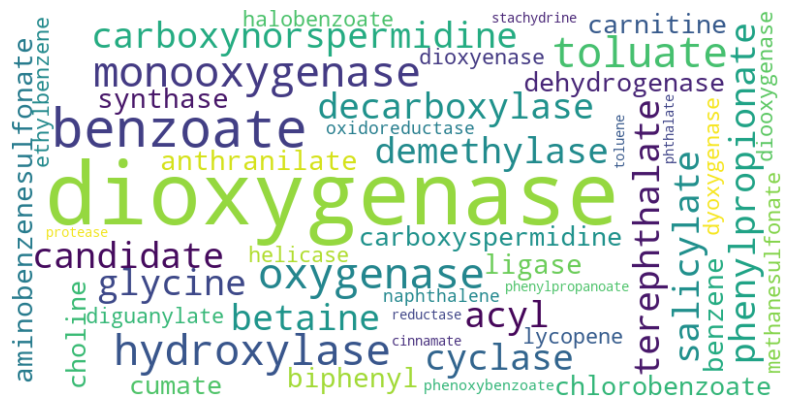 halobenzoate
stachydrine
carnitine
carboxynorspermidine
dioxyenase
toluate
monooxygenase
dehydrogenase
synthase
decarboxylase
benzoate
oxidoreductase
demethylase
anthranilate
dioxygenase
protease
candidate
helicase
carboxyspermidine
glycine
oxygenase
ligase
phenylpropanoate
naphthalene
diguanylate
betaine
reductase
acyl
lycopene
hydroxylase
cinnamate
cyclase
biphenyl
cumate
phenoxybenzoate
chlorobenzoate
aminobenzenesulfonate
ethylbenzene
choline
toluene
terephthalate
phthalate
salicylate
dyoxygenase
benzene
phenylpropionate
diooxygenase
methanesulfonate